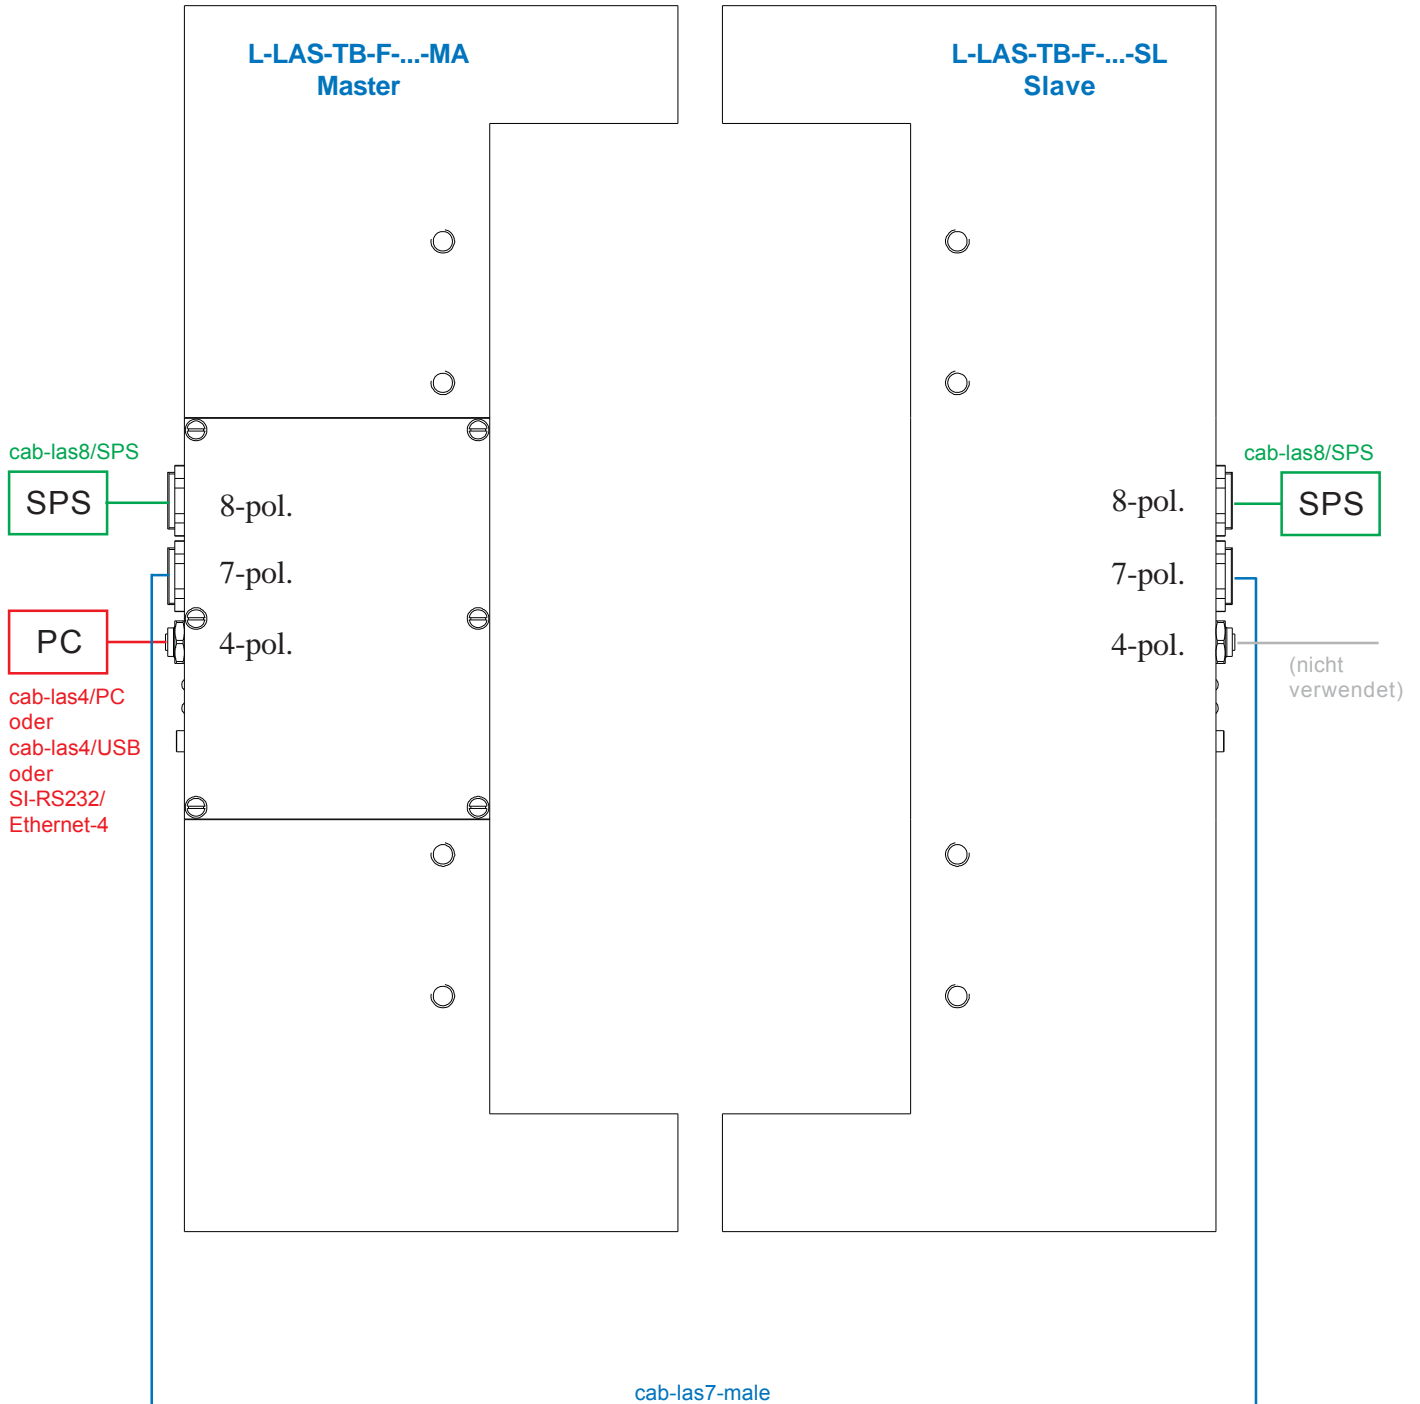 L-LAS-TB-F-...-MA
Master
L-LAS-TB-F-...-SL
Slave
cab-las8/SPS
SPS
8-pol.
7-pol.
PC
4-pol.
cab-las4/PC
oder
cab-las4/USB
oder
SI-RS232/
Ethernet-4
cab-las8/SPS
8-pol.
SPS
7-pol.
4-pol.
(nicht
verwendet)
cab-las7-male